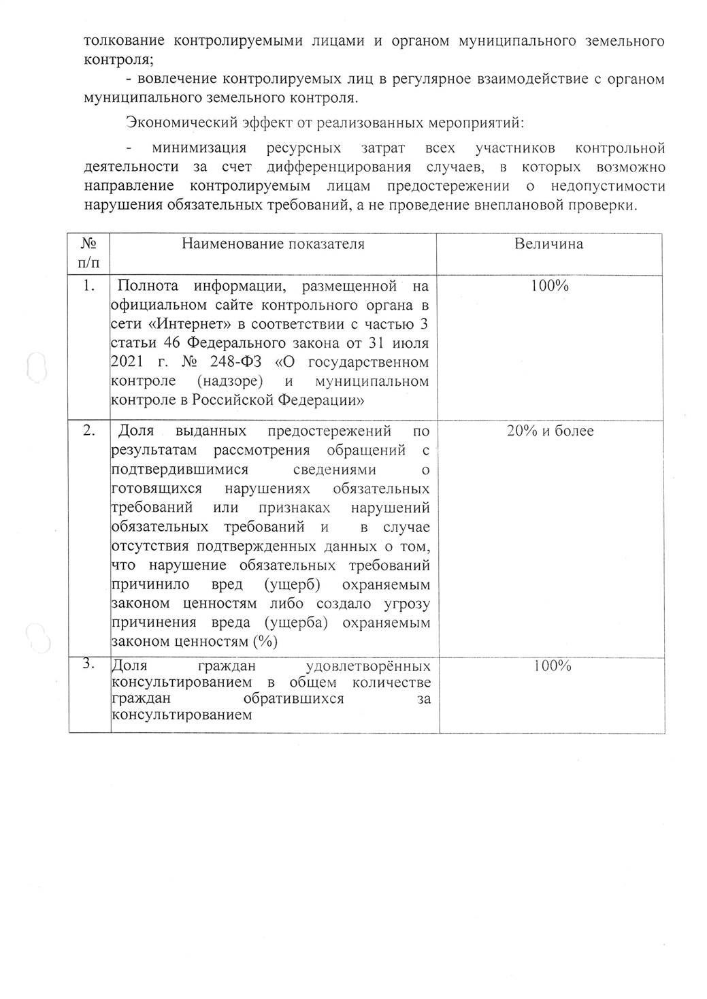 толкование контролируемыми лицами и органом муниципального земельного
контроля;
- вовлечение контролируемых лиц в регулярное взаимодействие с органом
муниципального земельного контроля.
Экономический эффект от реализованных мероприятий:
- минимизация ресурсных затрат всех участников контрольной
деятельности за счет дифференцирования случаев, в которых возможно
направление контролируемым лицам предостережении о недопустимости
нарушения обязательных требований, а не проведение внеплановой проверки.
№ Наименование показателя Величина
п/п
1. Полнота информации, размещенной на 100%
официальном сайте контрольного органа в
сети «Интернет» в соответствии с частью 3
статьи 46 Федерального закона от 31 июля
2021 г. № 248-ФЗ «О государственном
контроле (надзоре) и муниципальном
контроле в Российской Федерации»
2. Доля выданных предостережений по 20% и более
результатам рассмотрения обращений с
подтвердившимися сведениями о
готовящихся нарушениях обязательных
требований или признаках нарушений
обязательных требований и в случае
отсутствия подтвержденных данных о том,
что нарушение обязательных требований
причинило вред (ущерб) охраняемым
законом ценностям либо создало угрозу
причинения вреда (ущерба) охраняемым
законом ценностям (%)
3. Доля граждан удовлетворённых 100%
консультированием в общем количестве
граждан обратившихся за
консультированием